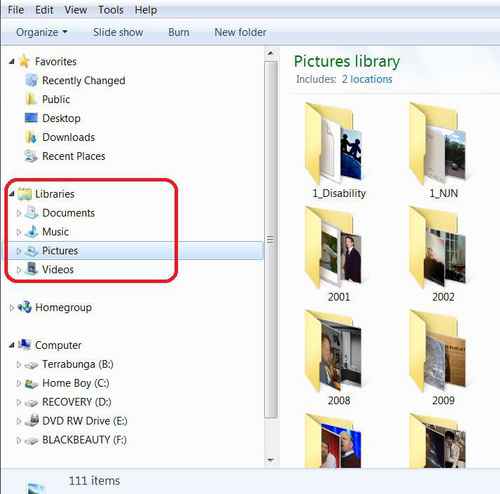 File Edit View Tools Help
Organize Slide show Burn New folder
Favorites
Recently Changed
Public
Desktop
Downloads
Recent Places
Libraries
Documents
Music
Pictures
Videos
Homegroup
Computer
Terrabunga (B:)
Home Boy (C:)
RECOVERY (D:)
DVD RW Drive (E:)
BLACKBEAUTY (F:)
Pictures library
Includes: 2 locations
1_Disability 1_NJN
2001 2002
2008 2009
111 items